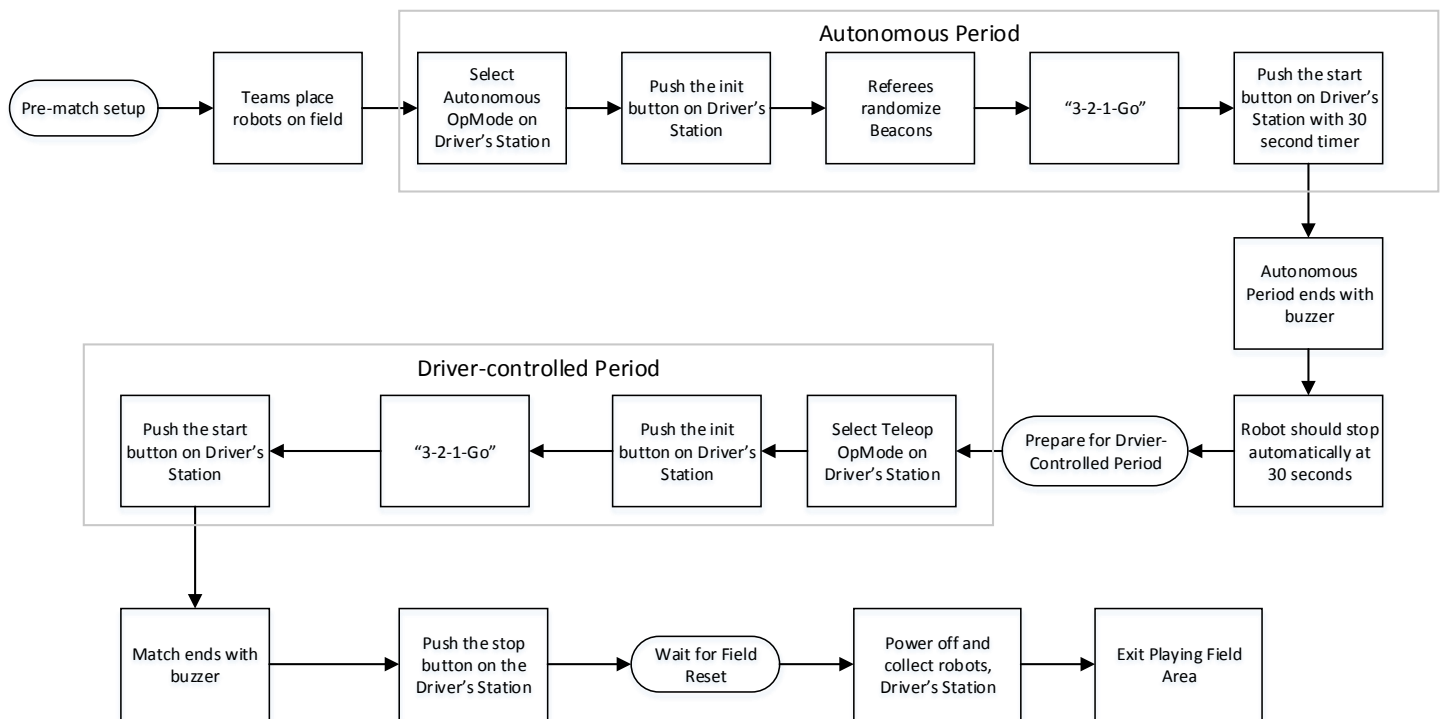 Autonomous Period
Pre-match setup
Teams place
robots on field
Select
Autonomous
OpMode on
Driver’s Station
Push the init
button on Driver’s
Station
Referees
randomize
Beacons
“3-2-1-Go”
Push the start
button on Driver’s
Station with 30
second timer
Autonomous
Period ends with
buzzer
Robot should stop
automatically at
30 seconds
Prepare for Drvier-
Controlled Period
Driver-controlled Period
Select Teleop
OpMode on
Driver’s Station
Push the init
button on Driver’s
Station
“3-2-1-Go”
Push the start
button on Driver’s
Station
Match ends with
buzzer
Push the stop
button on the
Driver’s Station
Wait for Field
Reset
Power off and
collect robots,
Driver’s Station
Exit Playing Field
Area